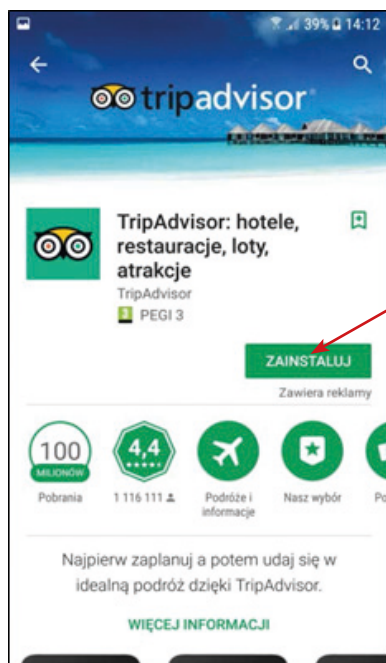 39% 14:12
tripadvisor
TripAdvisor: hotele,
restauracje, loty,
atrakcje
TripAdvisor
3 PEGI 3
ZAINSTALUJ
Zawiera reklamy
100
MILIONÓW
Pobrania
4,4
1 116 111
Podróże i
informacje
Nasz wybór
Po
Najpierw zaplanuj a potem udaj się w
idealną podróż dzięki TripAdvisor.
WIĘCEJ INFORMACJI